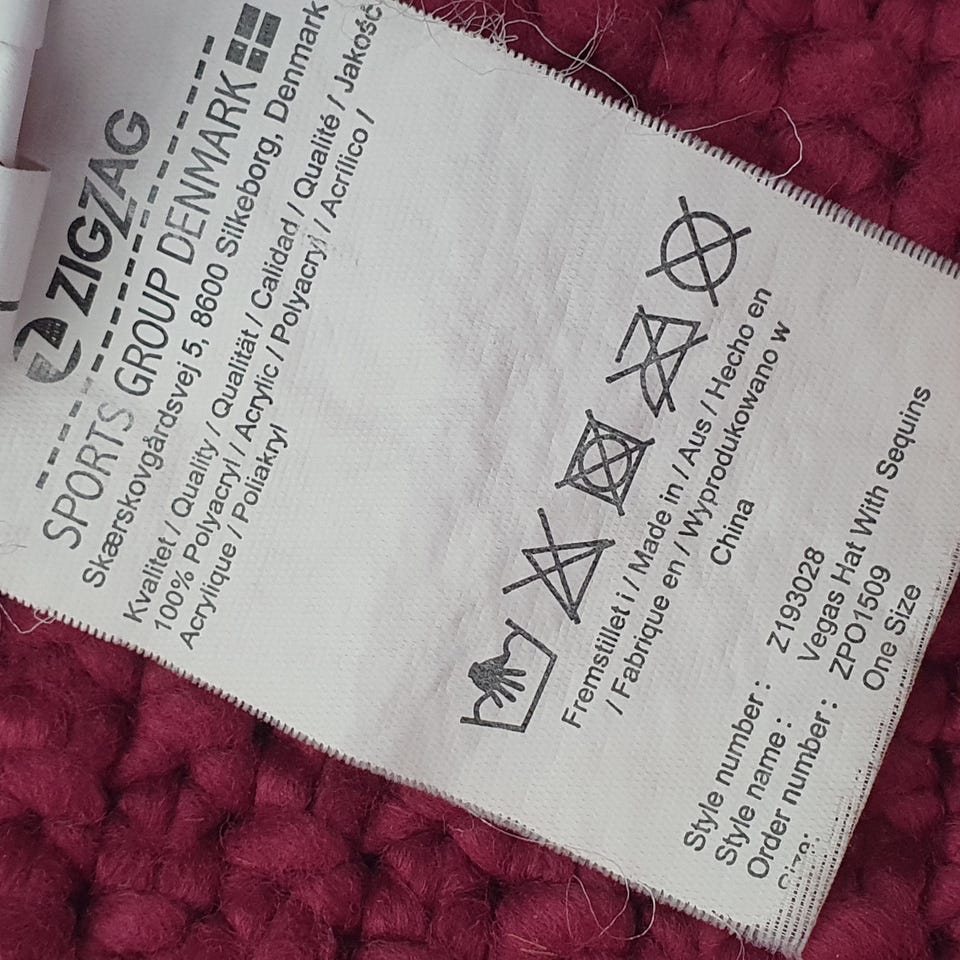 ZIGZAG
SPORTS GROUP DENMARK
Skærskovgårdsvej 5, 8600 Silkeborg, Denmark
Kvalitet / Quality / Qualität / Calidad / Qualité / Jakość
100% Polyacryl / Acrylic / Polyacryl / Acrílico /
Acrylique / Poliakryl
Fremstillet i / Made in / Aus / Hecho en
/ Fabrique en / Wyprodukowano w
China
Style number : Z193028
Style name : Vegas Hat With Sequins
Order number : ZPO1509
Size: One Size